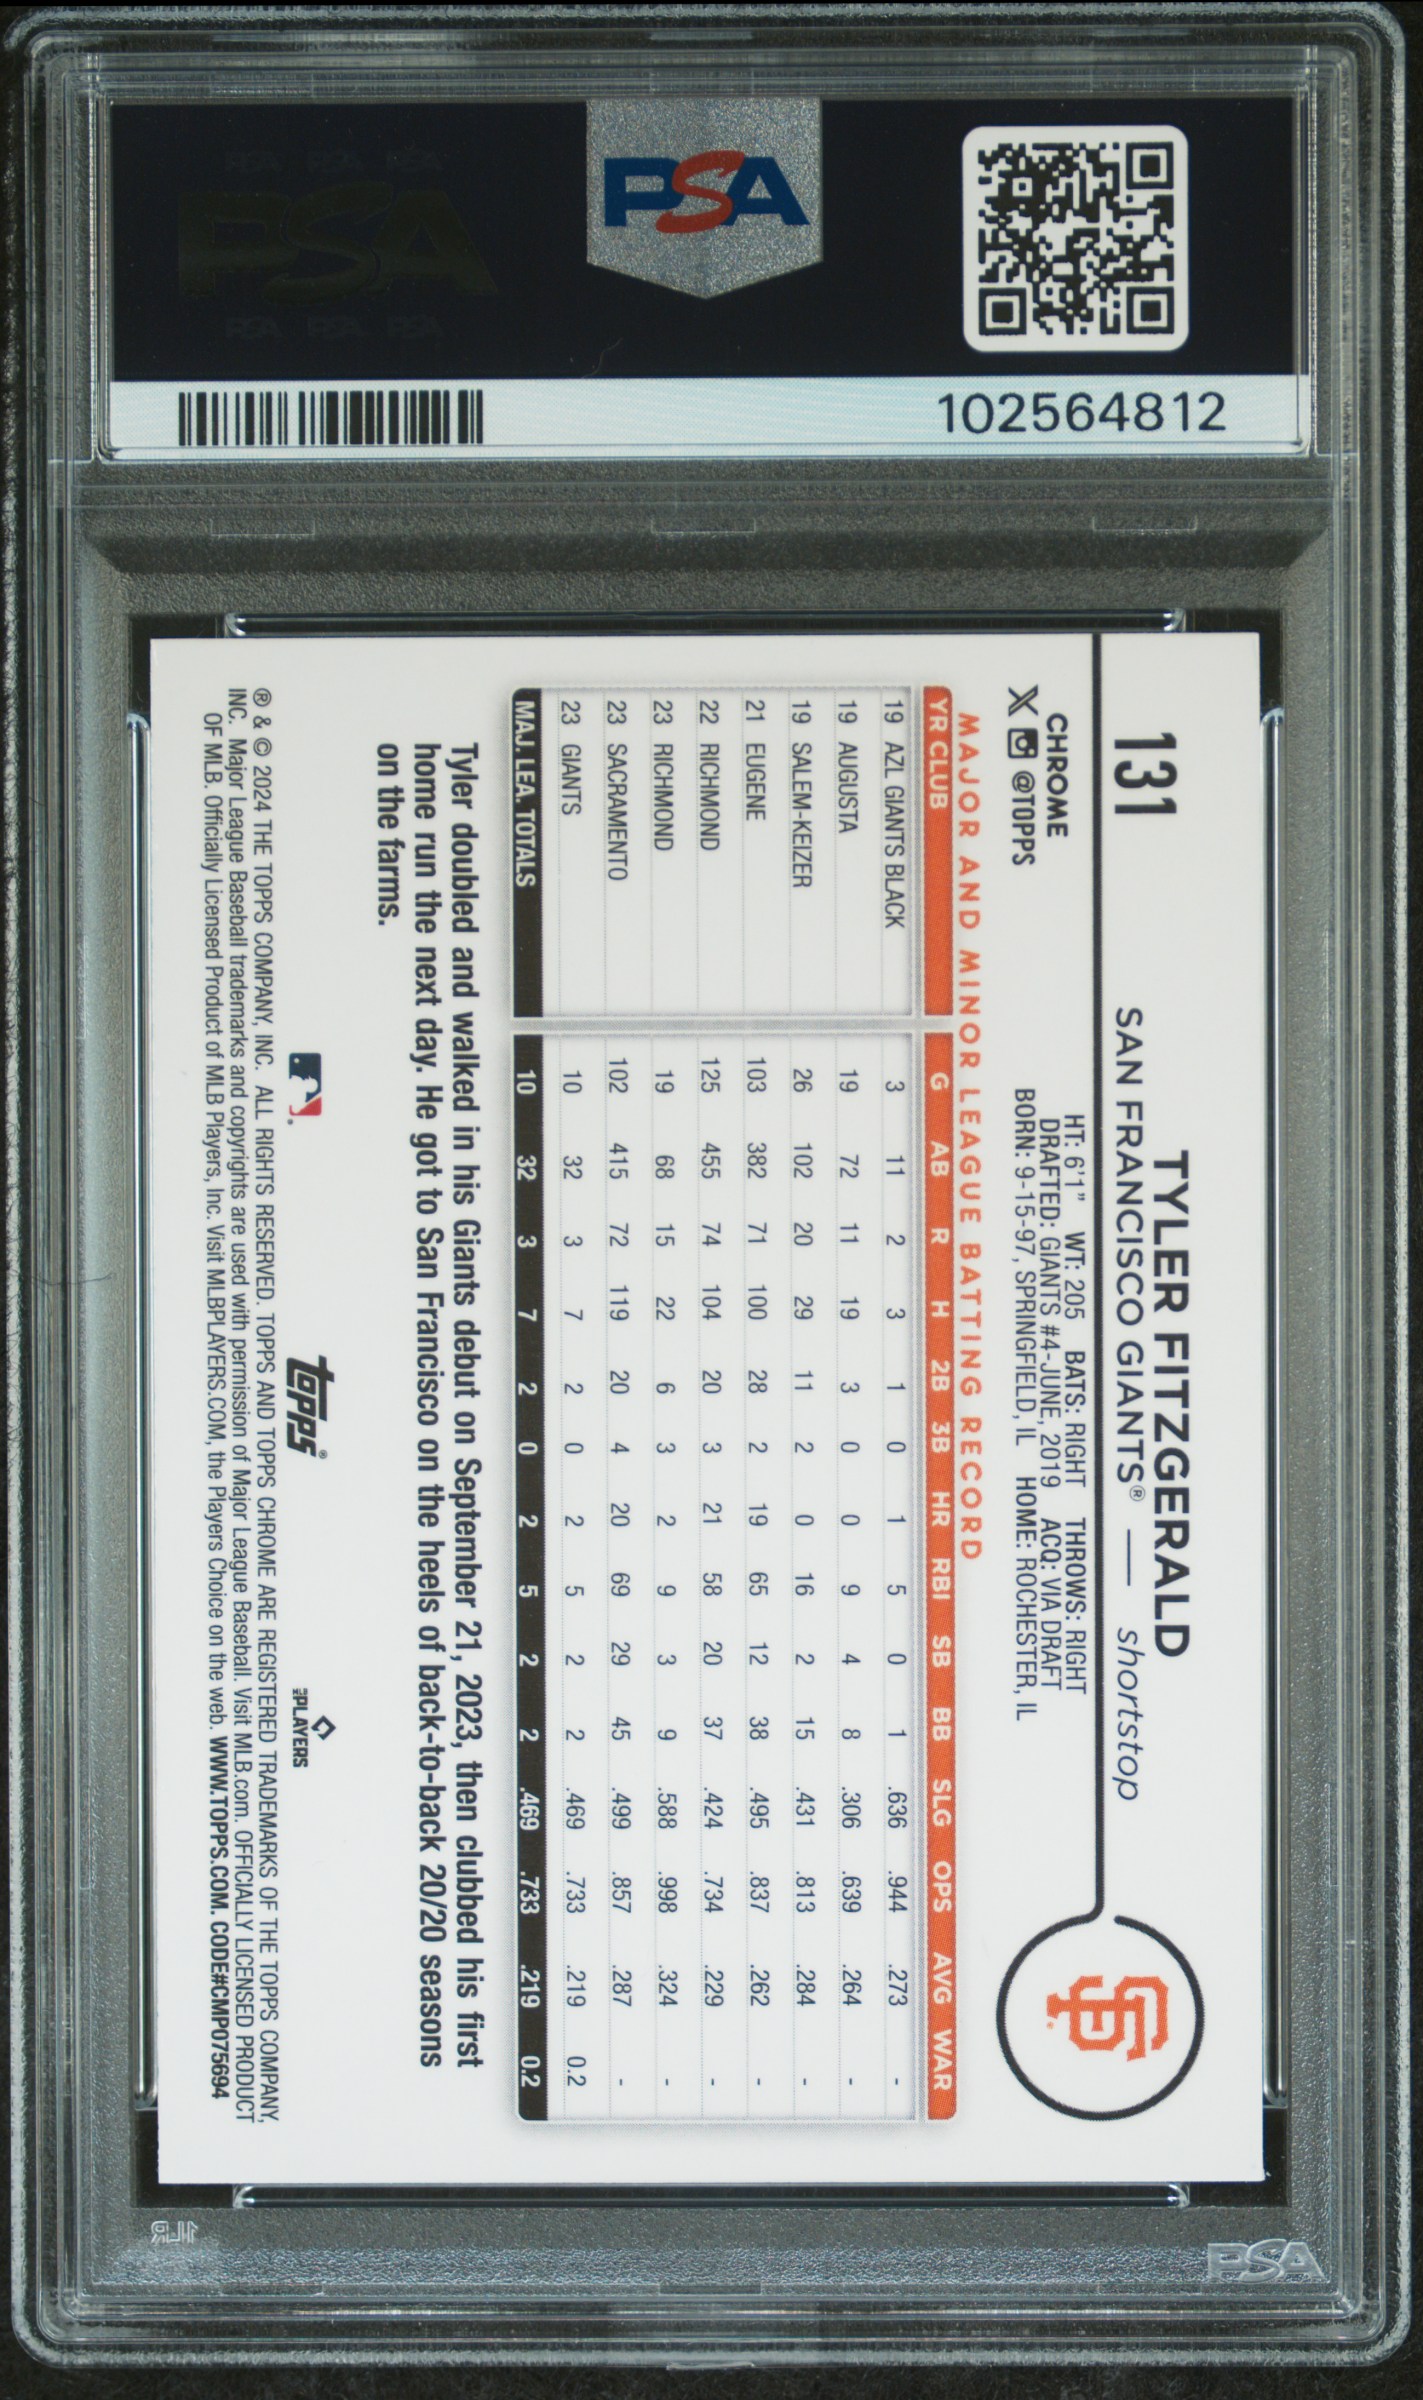 PSA
102564812
131
TYLER FITZGERALD
SAN FRANCISCO GIANTS® — shortstop
CHROME
@TOPPS
HT: 6'1" WT: 205 BATS: RIGHT THROWS: RIGHT
DRAFTED: GIANTS #4-JUNE, 2019 ACQ: VIA DRAFT
BORN: 9-15-97, SPRINGFIELD, IL HOME: ROCHESTER, IL
SF
MAJOR AND MINOR LEAGUE BATTING RECORD
YR CLUB G AB R H 2B 3B HR RBI SB BB SLG OPS AVG WAR
19 AZL GIANTS BLACK 3 11 2 3 1 0 1 5 0 1 .636 .944 .273 -
19 AUGUSTA 19 72 11 19 3 0 0 9 4 8 .306 .639 .264 -
19 SALEM-KEIZER 26 102 20 29 11 2 0 16 2 15 .431 .813 .284 -
21 EUGENE 103 382 71 100 28 2 19 65 12 38 .495 .837 .262 -
22 RICHMOND 125 455 74 104 20 3 21 58 20 37 .424 .734 .229 -
23 RICHMOND 19 68 15 22 6 3 2 9 3 9 .588 .998 .324 -
23 SACRAMENTO 102 415 72 119 20 4 20 69 29 45 .499 .857 .287 -
23 GIANTS 10 32 3 7 2 0 2 5 2 2 .469 .733 .219 0.2
MAJ. LEA. TOTALS 10 32 3 7 2 0 2 5 2 2 .469 .733 .219 0.2
Tyler doubled and walked in his Giants debut on September 21, 2023, then clubbed his first
home run the next day. He got to San Francisco on the heels of back-to-back 20/20 seasons
on the farms.
topps®
PLAYERS
® & © 2024 THE TOPPS COMPANY, INC. ALL RIGHTS RESERVED. TOPPS AND TOPPS CHROME ARE REGISTERED TRADEMARKS OF THE TOPPS COMPANY,
INC. Major League Baseball trademarks and copyrights are used with permission of Major League Baseball. Visit MLB.com. OFFICIALLY LICENSED PRODUCT
OF MLB. Officially Licensed Product of MLB Players, Inc. Visit MLBPLAYERS.COM, the Players Choice on the web. WWW.TOPPS.COM. CODE#CMP075694
PSA